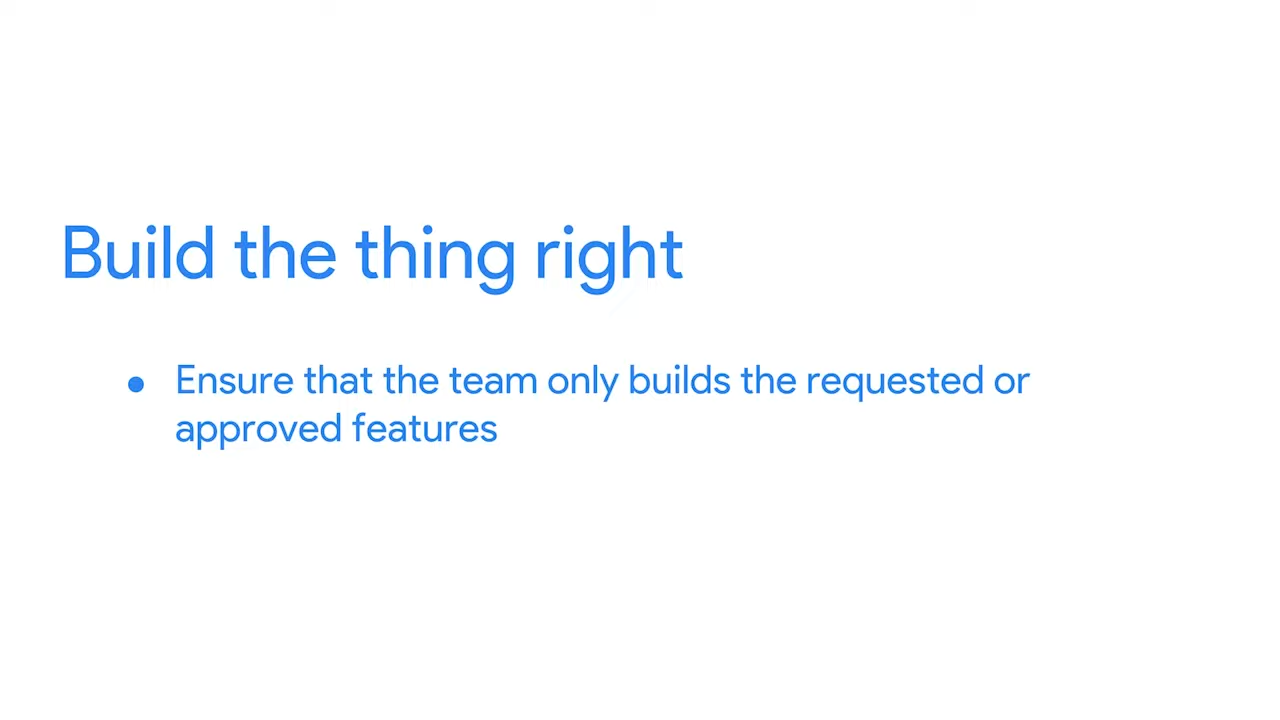 Build the thing right
● Ensure that the team only builds the requested or
approved features